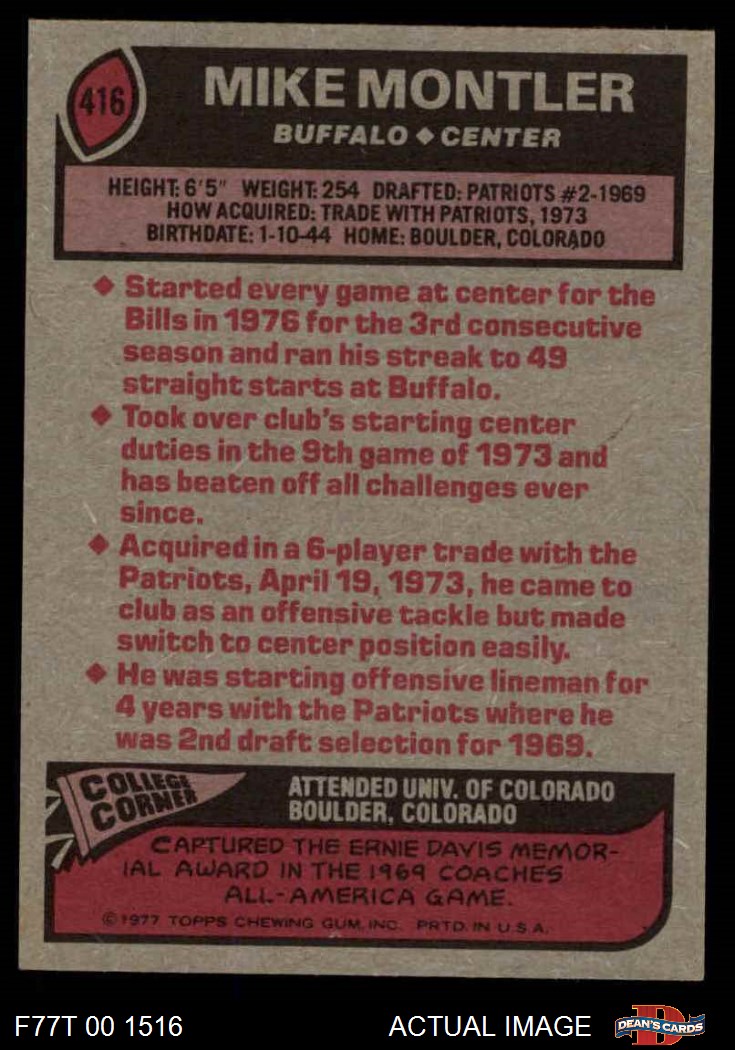 416
MIKE MONTLER
BUFFALO ◆ CENTER
HEIGHT: 6'5" WEIGHT: 254 DRAFTED: PATRIOTS #2-1969
HOW ACQUIRED: TRADE WITH PATRIOTS, 1973
BIRTHDATE: 1-10-44 HOME: BOULDER, COLORADO
◆ Started every game at center for the
Bills in 1976 for the 3rd consecutive
season and ran his streak to 49
straight starts at Buffalo.
◆ Took over club's starting center
duties in the 9th game of 1973 and
has beaten off all challenges ever
since.
◆ Acquired in a 6-player trade with the
Patriots, April 19, 1973, he came to
club as an offensive tackle but made
switch to center position easily.
◆ He was starting offensive lineman for
4 years with the Patriots where he
was 2nd draft selection for 1969.
COLLEGE
CORNER
ATTENDED UNIV. OF COLORADO
BOULDER, COLORADO
CAPTURED THE ERNIE DAVIS MEMOR-
IAL AWARD IN THE 1969 COACHES
ALL-AMERICA GAME.
©1977 TOPPS CHEWING GUM, INC. PRTD. IN U.S.A.
F77T 00 1516
ACTUAL IMAGE
D
DEAN'S CARDS